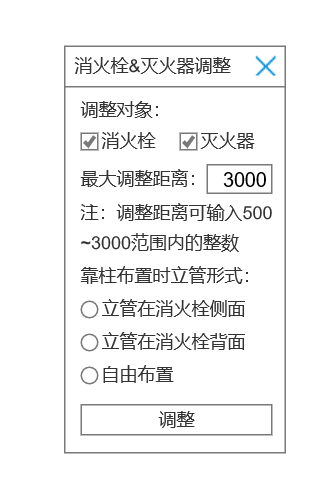 消火栓&灭火器调整
调整对象：
消火栓 灭火器
最大调整距离： 3000
注：调整距离可输入500
~3000范围内的整数
靠柱布置时立管形式：
立管在消火栓侧面
立管在消火栓背面
自由布置
调整